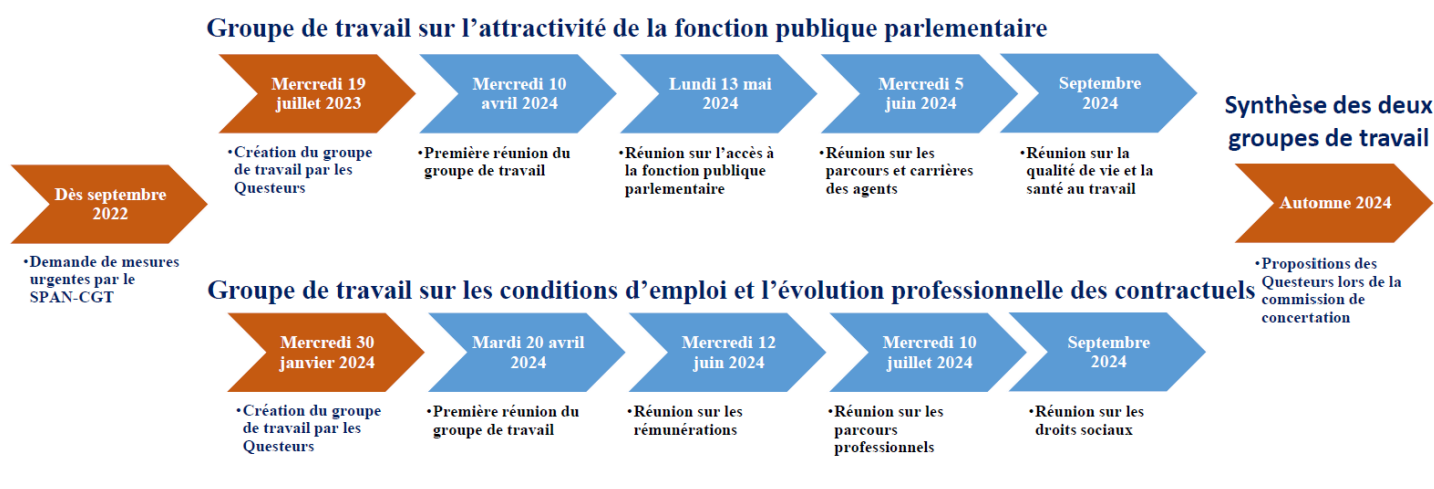 Groupe de travail sur l’attractivité de la fonction publique parlementaire
Mercredi 19
juillet 2023
Mercredi 10
avril 2024
Lundi 13 mai
2024
Mercredi 5
juin 2024
Septembre
2024
•Création du groupe
de travail par les
Questeurs
•Première réunion du
groupe de travail
•Réunion sur l’accès à
la fonction publique
parlementaire
•Réunion sur les
parcours et carrières
des agents
•Réunion sur la
qualité de vie et la
santé au travail
Dès septembre
2022
•Demande de mesures
urgentes par le
SPAN-CGT
Synthèse des deux
groupes de travail
Automne 2024
•Propositions des
Questeurs lors de la
commission de
concertation
Groupe de travail sur les conditions d’emploi et l’évolution professionnelle des contractuels
Mercredi 30
janvier 2024
Mardi 20 avril
2024
Mercredi 12
juin 2024
Mercredi 10
juillet 2024
Septembre
2024
•Création du groupe
de travail par les
Questeurs
•Première réunion du
groupe de travail
•Réunion sur les
rémunérations
•Réunion sur les
parcours
professionnels
•Réunion sur les
droits sociaux